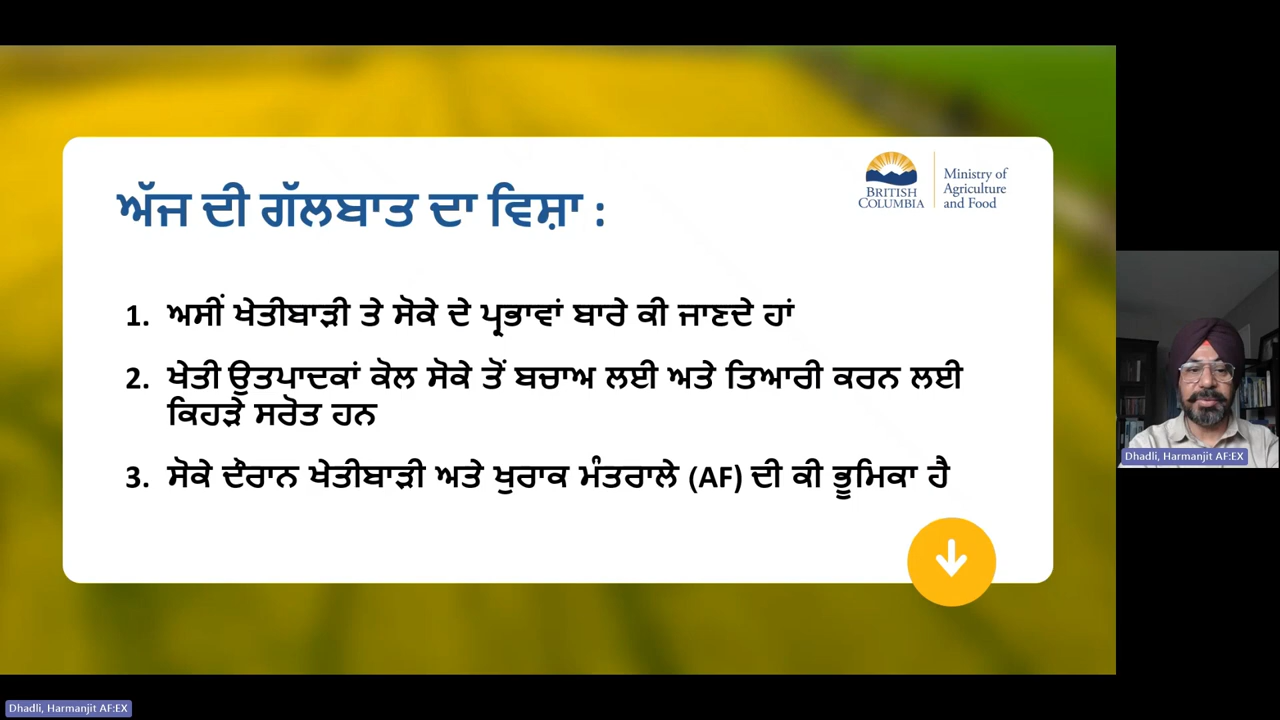 ਅੱਜ ਦੀ ਗੱਲਬਾਤ ਦਾ ਵਿਸ਼ਾ :
BRITISH
COLUMBIA
Ministry of
Agriculture
and Food
1. ਅਸੀਂ ਖੇਤੀਬਾੜੀ ਤੇ ਸੋਕੇ ਦੇ ਪ੍ਰਭਾਵਾਂ ਬਾਰੇ ਕੀ ਜਾਣਦੇ ਹਾਂ
2. ਖੇਤੀ ਉਤਪਾਦਕਾਂ ਕੋਲ ਸੋਕੇ ਤੋਂ ਬਚਾਅ ਲਈ ਅਤੇ ਤਿਆਰੀ ਕਰਨ ਲਈ
ਕਿਹੜੇ ਸਰੋਤ ਹਨ
3. ਸੋਕੇ ਦੌਰਾਨ ਖੇਤੀਬਾੜੀ ਅਤੇ ਖੁਰਾਕ ਮੰਤਰਾਲੇ (AF) ਦੀ ਕੀ ਭੂਮਿਕਾ ਹੈ
Dhadli, Harmanjit AF:EX
Dhadli, Harmanjit AF:EX